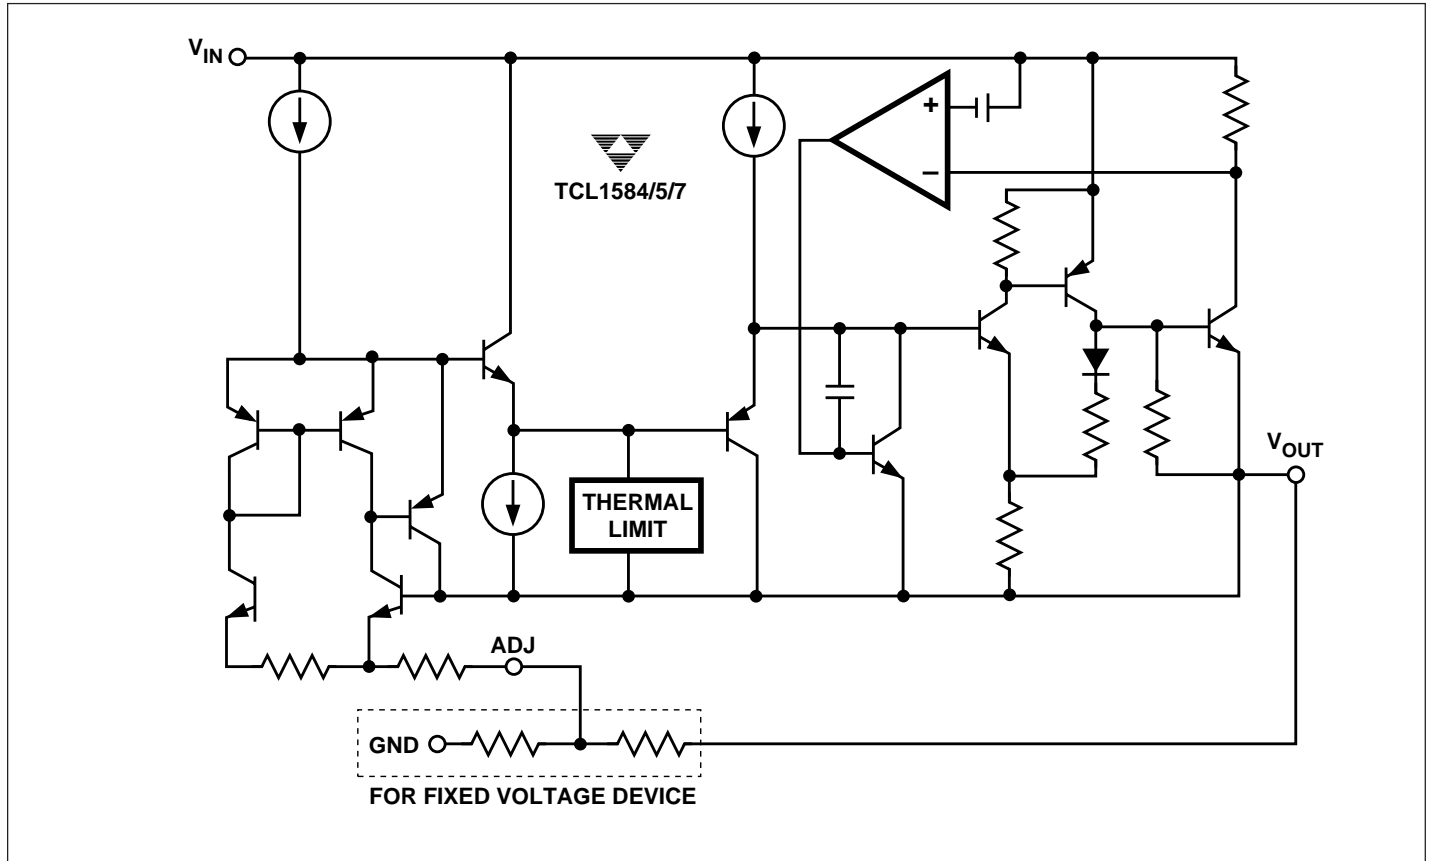 VIN
+
TCL1584/5/7
–
VOUT
THERMAL
LIMIT
ADJ
GND
FOR FIXED VOLTAGE DEVICE